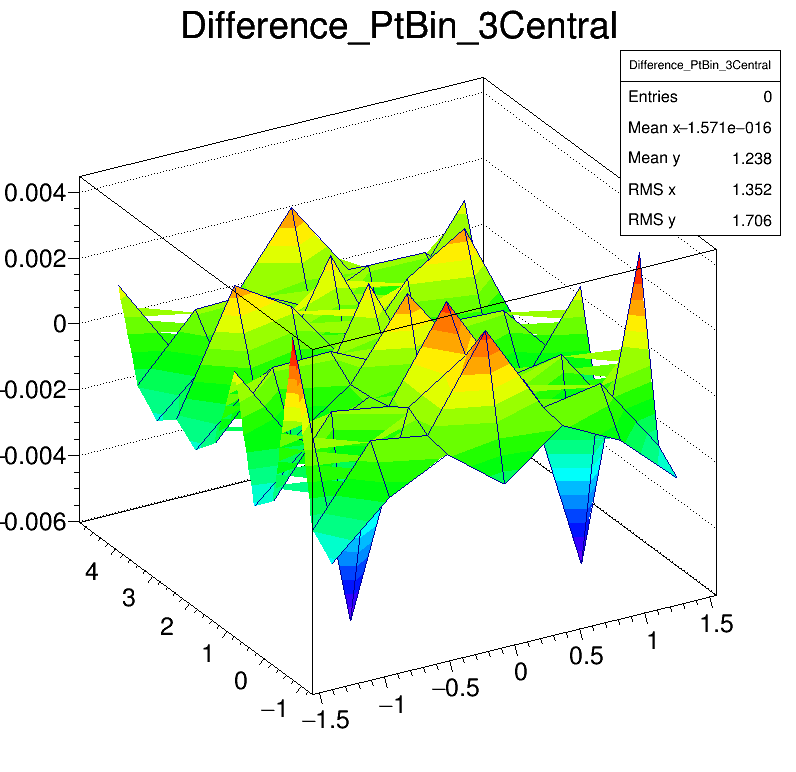 Difference_PtBin_3Central
Difference_PtBin_3Central
Entries 0
Mean x −1.571e−016
Mean y 1.238
RMS x 1.352
RMS y 1.706
0.004
0.002
0
−0.002
−0.004
−0.006
4
3
2
1
0
−1
−1.5
−1
−0.5
0
0.5
1
1.5